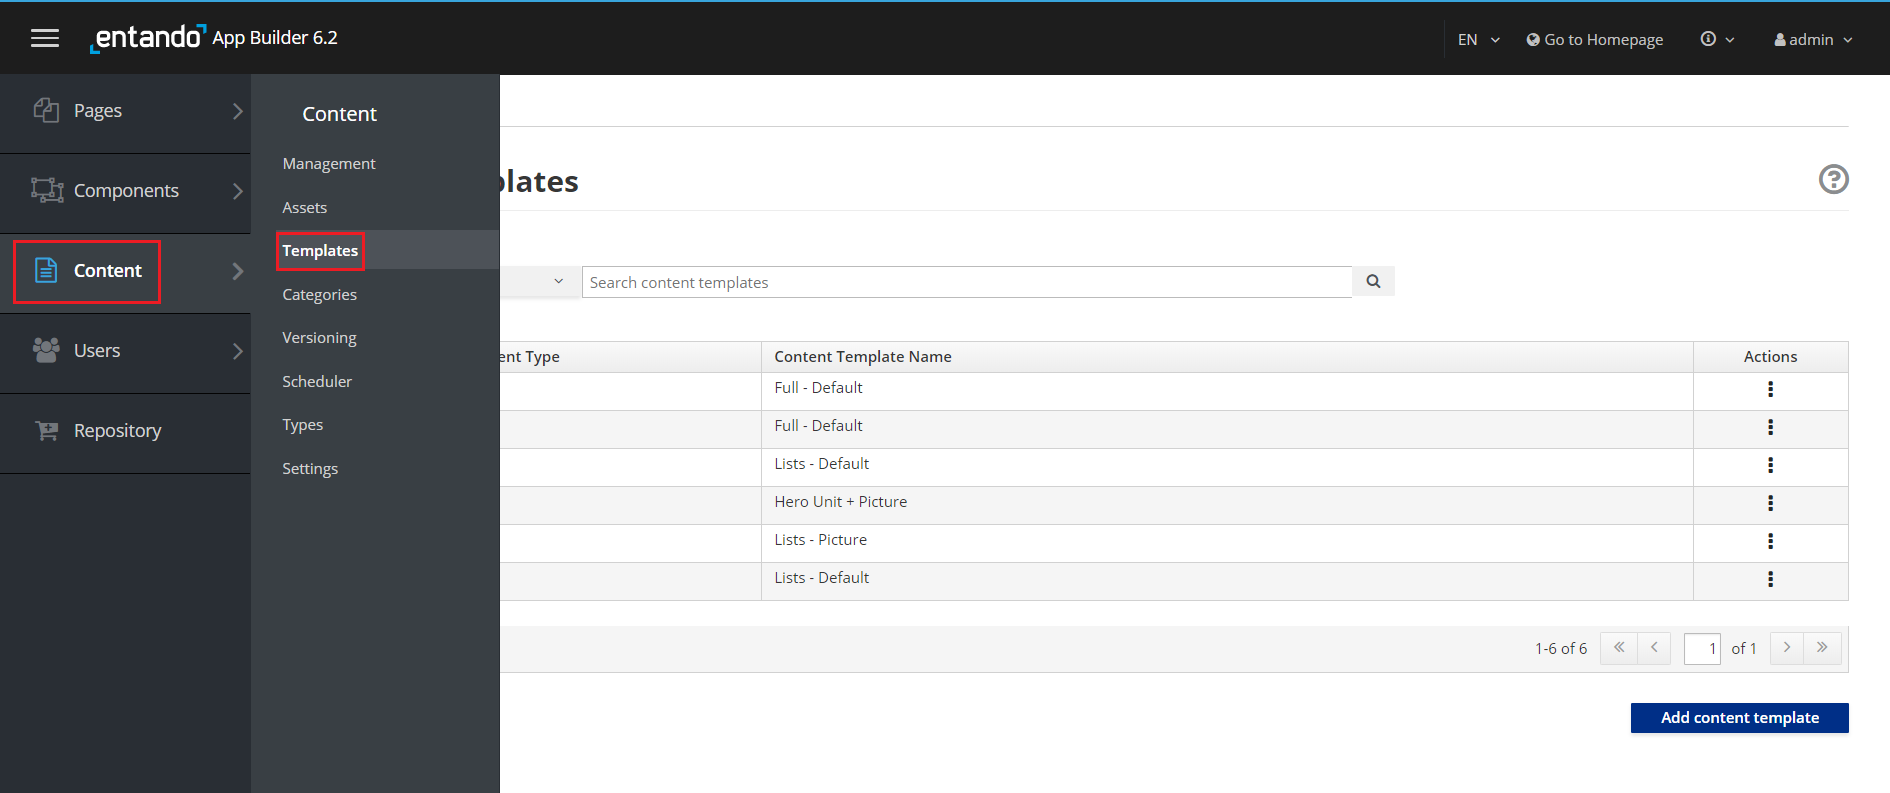 entando App Builder 6.2
EN
Go to Homepage
admin
Pages
Components
Content
Users
Repository
Content
Management
Assets
Templates
Categories
Versioning
Scheduler
Types
Settings
plates
Search content templates
ent Type
Content Template Name
Actions
Full - Default
Full - Default
Lists - Default
Hero Unit + Picture
Lists - Picture
Lists - Default
1-6 of 6
1 of 1
Add content template